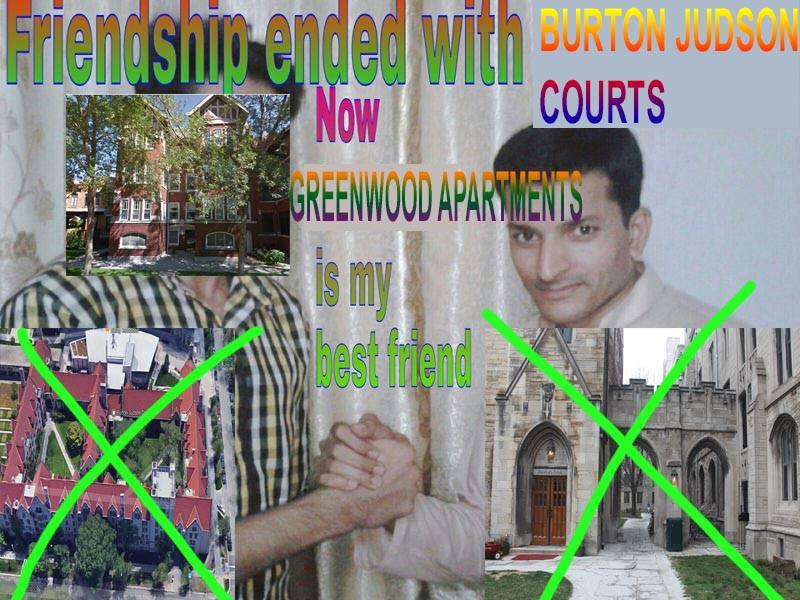 Friendship ended with
BURTON JUDSON
COURTS
Now
GREENWOOD APARTMENTS
is my
best friend